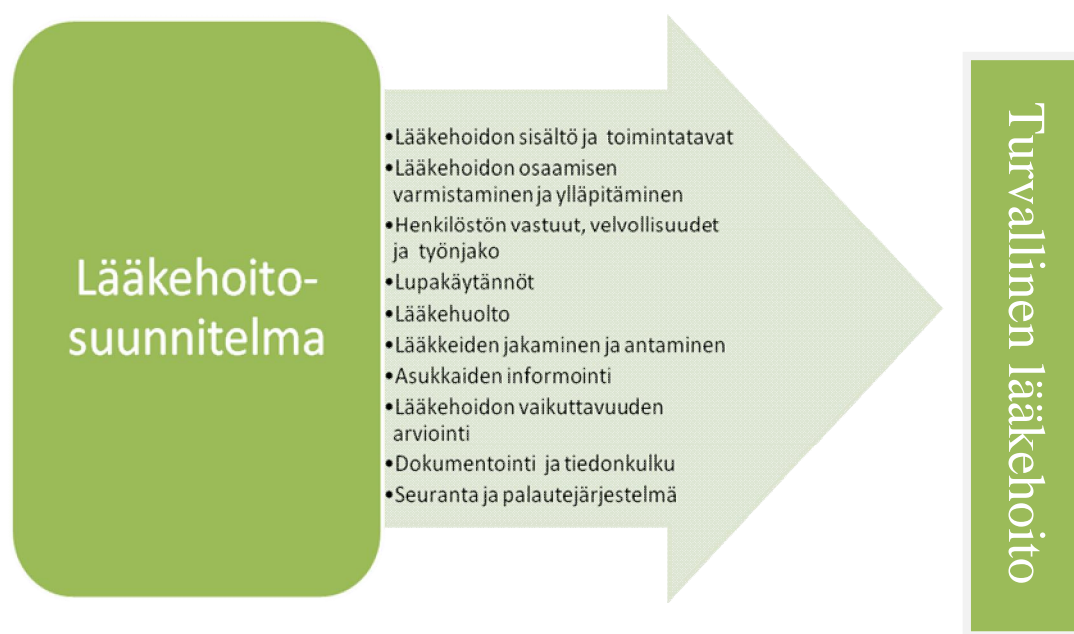 Lääkehoito-
suunnitelma
•Lääkehoidon sisältö ja toimintatavat
•Lääkehoidon osaamisen
varmistaminen ja ylläpitäminen
•Henkilöstön vastuut, velvollisuudet
ja työnjako
•Lupakäytännöt
•Lääkehuolto
•Lääkkeiden jakaminen ja antaminen
•Asukkaiden informointi
•Lääkehoidon vaikuttavuuden
arviointi
•Dokumentointi ja tiedonkulku
•Seuranta ja palautejärjestelmä
Turvallinen lääkehoito